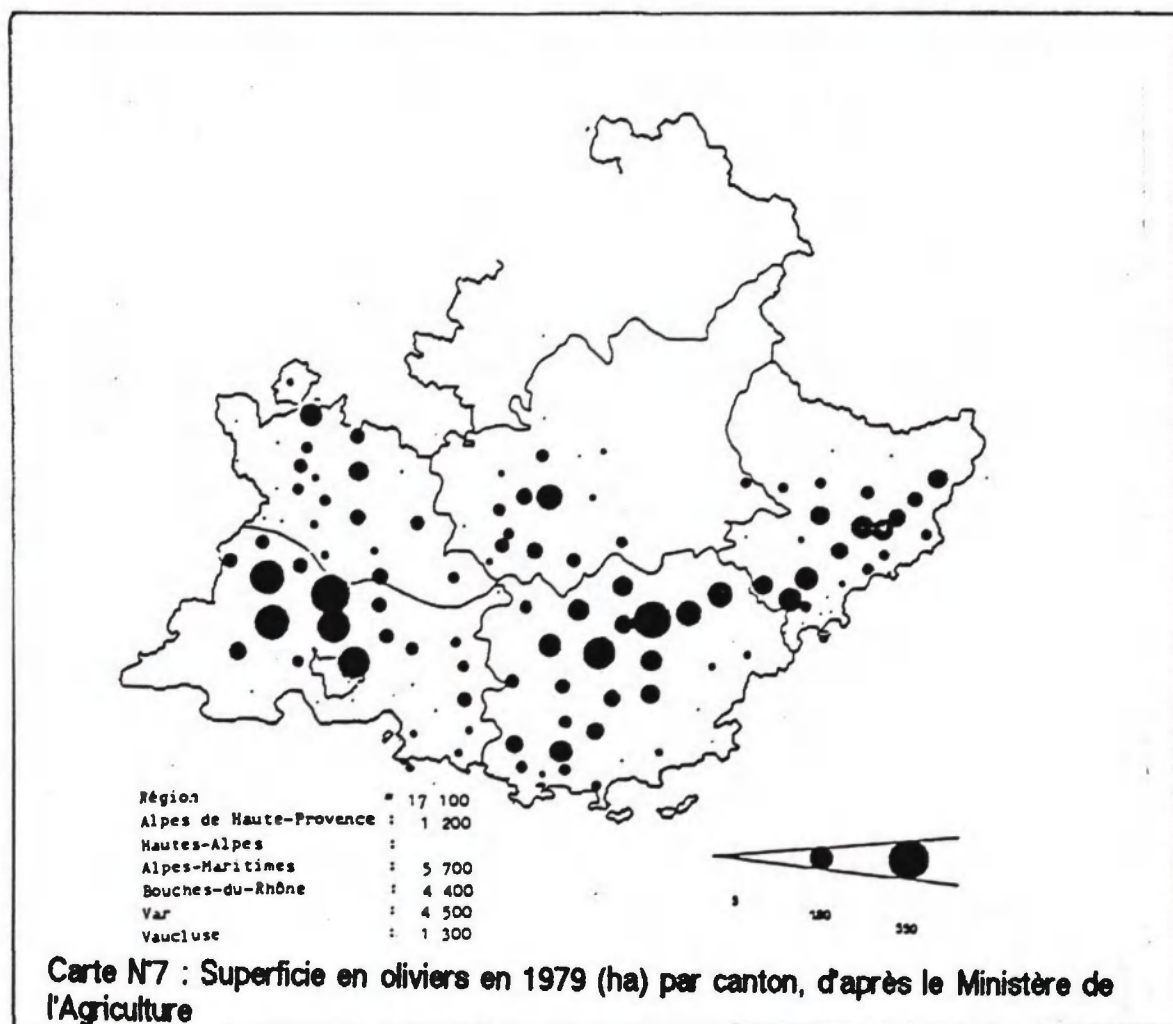 Région : 17 100
Alpes de Haute-Provence : 1 200
Hautes-Alpes :
Alpes-Maritimes : 5 700
Bouches-du-Rhône : 4 400
Var : 4 500
Vaucluse : 1 300
180
550
Carte N°7 : Superficie en oliviers en 1979 (ha) par canton, d'après le Ministère de
l'Agriculture